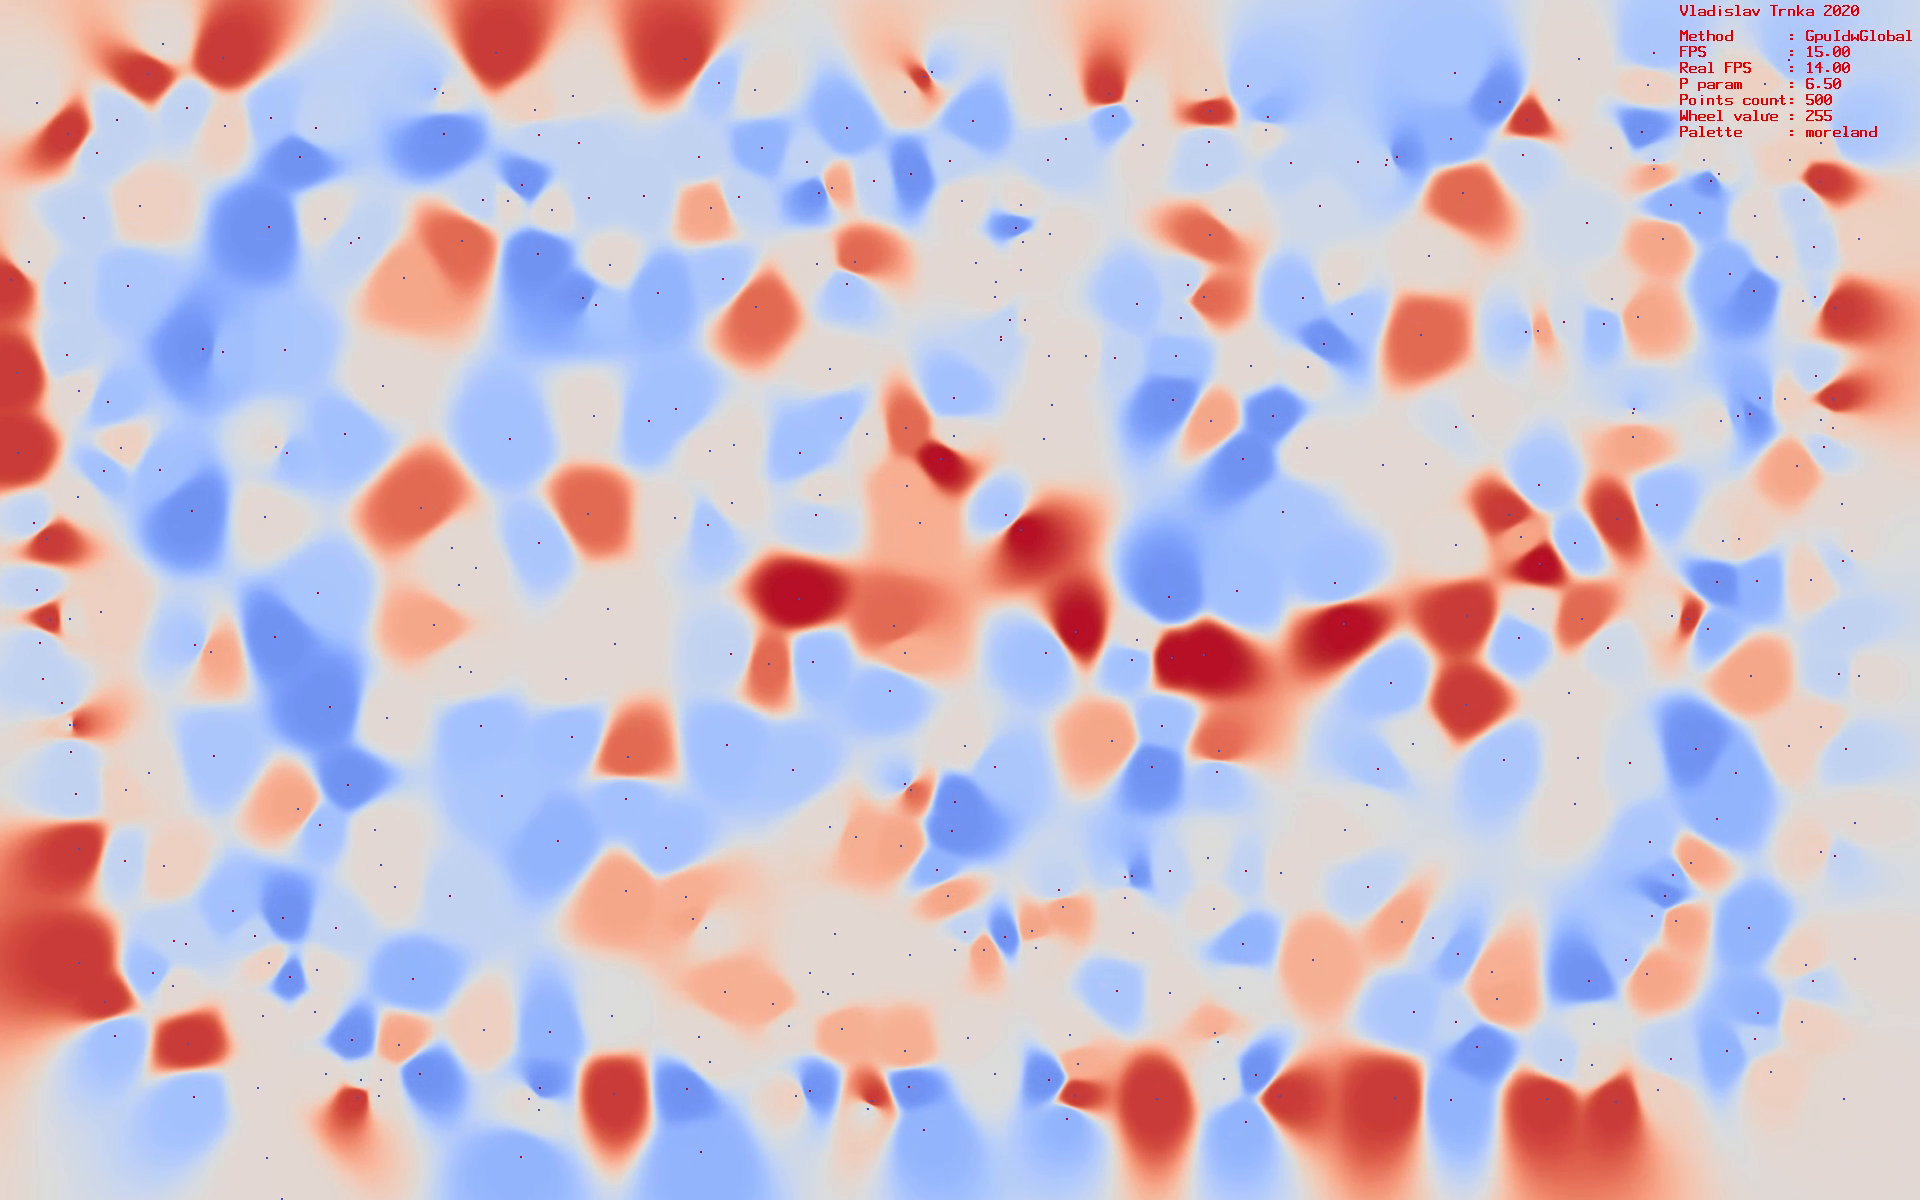 Vladislav Trnka 2020
Method : GpuIdwGlobal
FPS : 15.00
Real FPS : 14.00
P param : 6.50
Points count: 500
Wheel value : 255
Palette : moreland